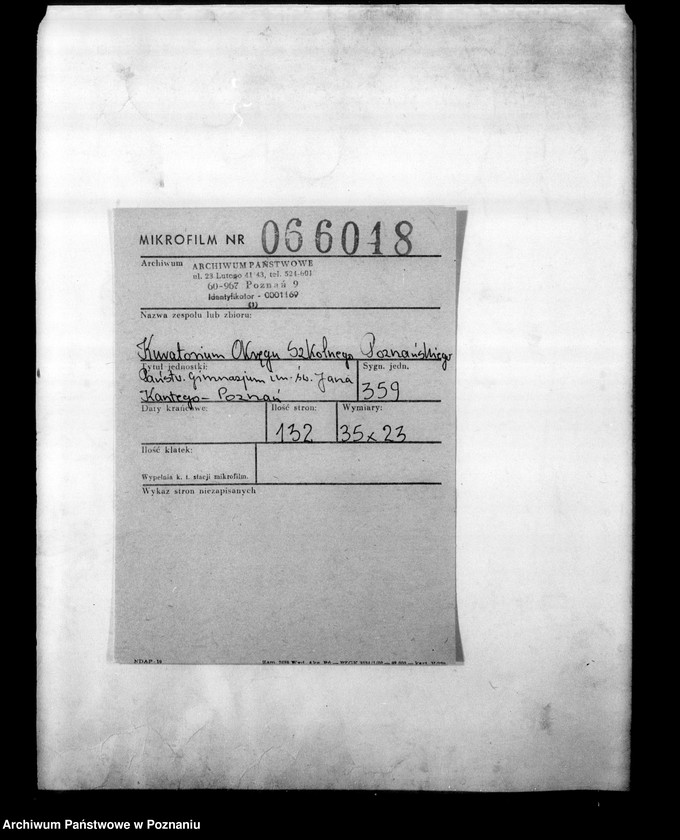 MIKROFILM NR 066018
Archiwum ARCHIWUM PAŃSTWOWE
ul. 23 Lutego 41/43, tel. 524-601
60-967 Poznań 9
Identyfikator - 0001169
(1)
Nazwa zespołu lub zbioru:
Kuratorium Okręgu Szkolnego Poznańskiego
Tytuł jednostki: Sygn. jedn.
Państw. Gimnazjum im. św. Jana
Kantego - Poznań 359
Daty krańcowe: Ilość stron: Wymiary:
132 35x23
Ilość klatek:
Wypełnia k. t. stacji mikrofilm.
Wykaz stron niezapisanych
NDAP
Archiwum Państwowe w Poznaniu